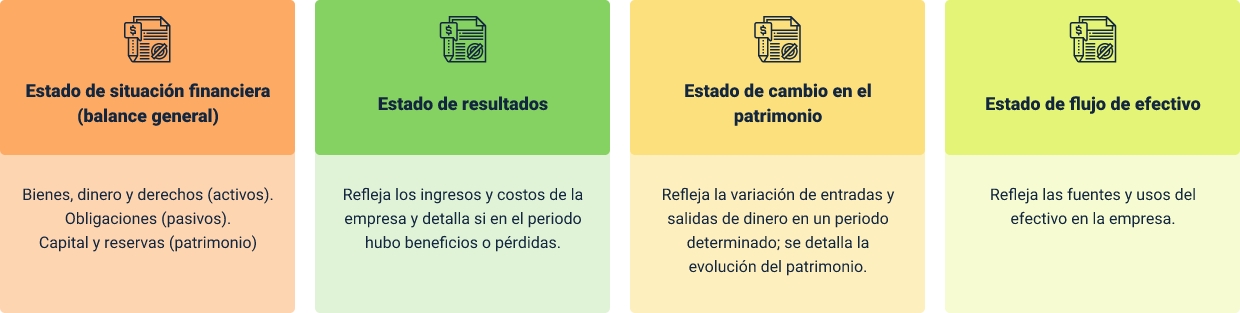 Estado de situación financiera
(balance general)
Bienes, dinero y derechos (activos).
Obligaciones (pasivos).
Capital y reservas (patrimonio)
Estado de resultados
Refleja los ingresos y costos de la
empresa y detalla si en el periodo
hubo beneficios o pérdidas.
Estado de cambio en el
patrimonio
Refleja la variación de entradas y
salidas de dinero en un periodo
determinado; se detalla la
evolución del patrimonio.
Estado de flujo de efectivo
Refleja las fuentes y usos del
efectivo en la empresa.